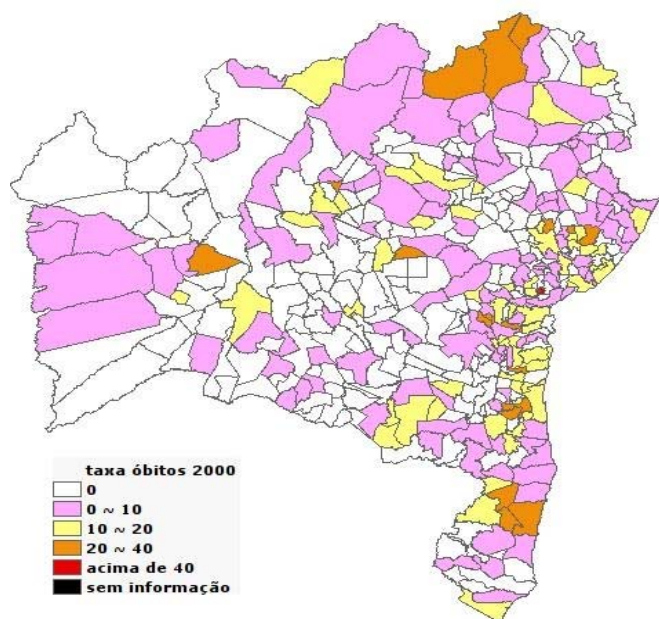 taxa óbitos 2000
0
0 ~ 10
10 ~ 20
20 ~ 40
acima de 40
sem informação